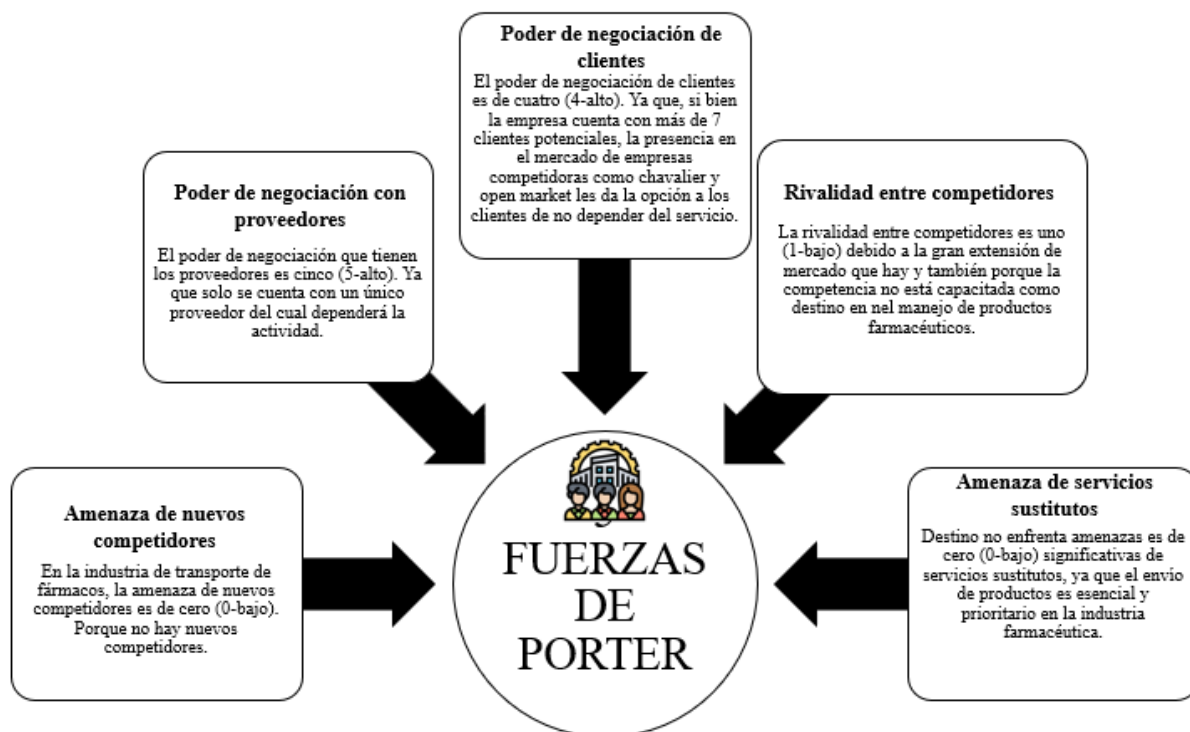 Poder de negociación de
clientes
El poder de negociación de clientes
es de cuatro (4-alto). Ya que, si bien
la empresa cuenta con más de 7
clientes potenciales, la presencia en
el mercado de empresas
competidoras como chavalier y
open market les da la opción a los
clientes de no depender del servicio.
Poder de negociación con
proveedores
El poder de negociación que tienen
los proveedores es cinco (5-alto). Ya
que solo se cuenta con un único
proveedor del cual dependerá la
actividad.
Rivalidad entre competidores
La rivalidad entre competidores es uno
(1-bajo) debido a la gran extensión de
mercado que hay y también porque la
competencia no está capacitada como
destino en nel manejo de productos
farmacéuticos.
Amenaza de nuevos
competidores
En la industria de transporte de
fármacos, la amenaza de nuevos
competidores es de cero (0-bajo).
Porque no hay nuevos
competidores.
Amenaza de servicios
sustitutos
Destino no enfrenta amenazas es de
cero (0-bajo) significativas de
servicios sustitutos, ya que el envío
de productos es esencial y
prioritario en la industria
farmacéutica.
FUERZAS
DE
PORTER